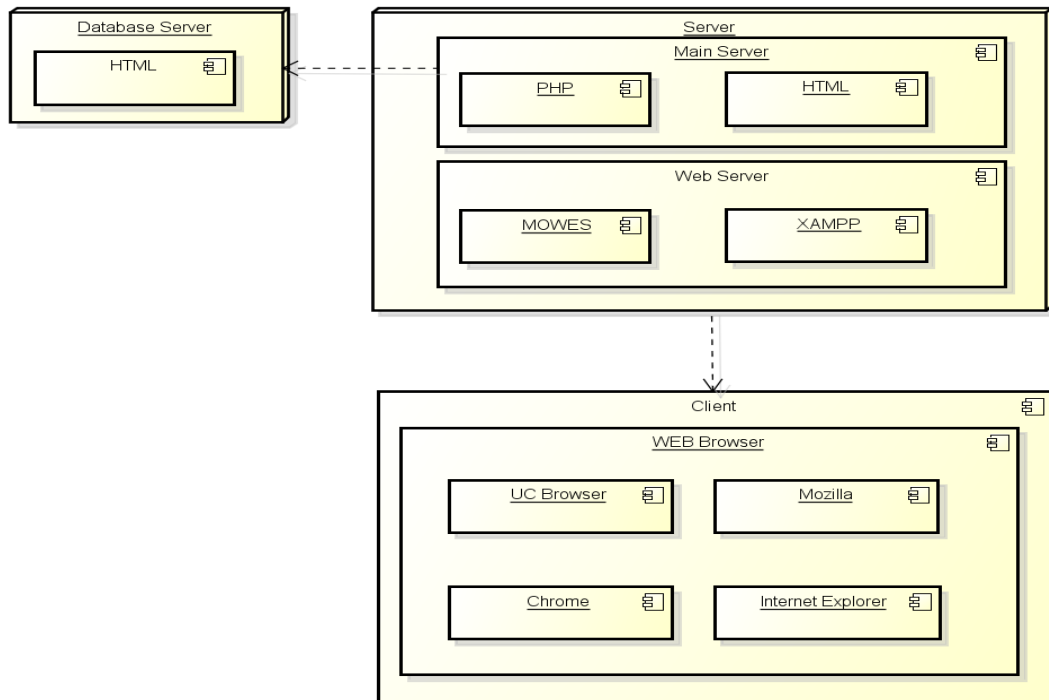 Database Server
HTML
Server
Main Server
PHP
HTML
Web Server
MOWES
XAMPP
Client
WEB Browser
UC Browser
Mozilla
Chrome
Internet Explorer